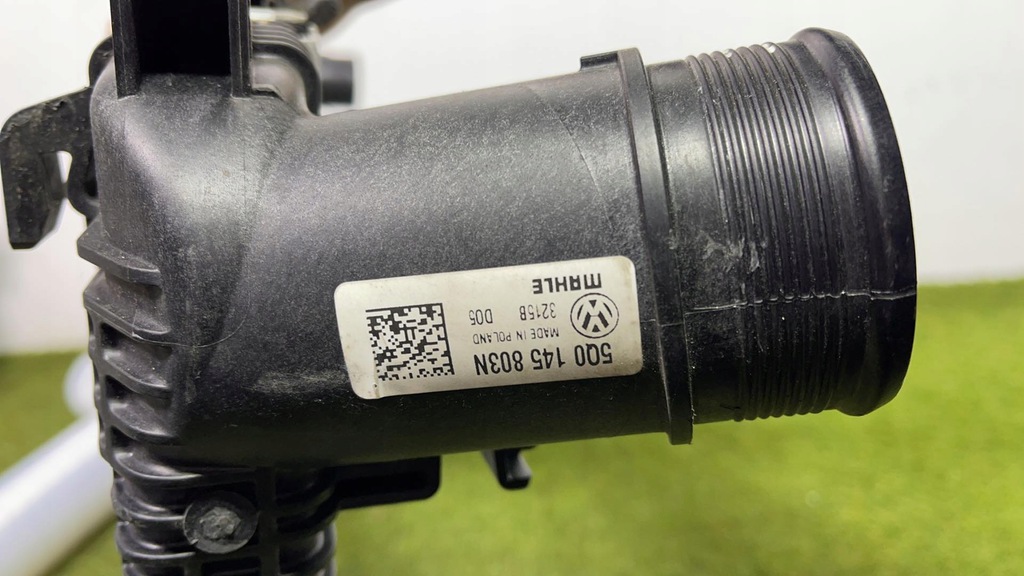 5Q0 145 803N
MADE IN POLAND
3215B D05
MAHLE